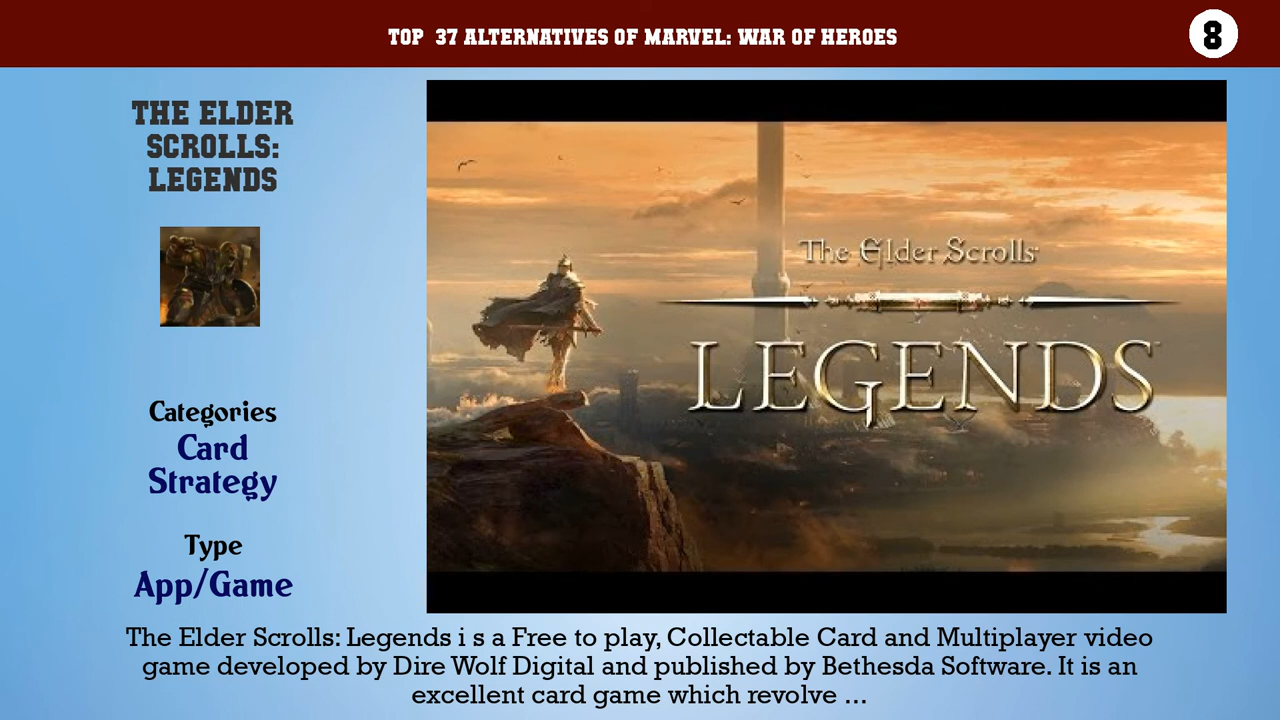 TOP 37 ALTERNATIVES OF MARVEL: WAR OF HEROES
8
THE ELDER
SCROLLS:
LEGENDS
Categories
Card
Strategy
Type
App/Game
The Elder Scrolls
LEGENDS
The Elder Scrolls: Legends i s a Free to play, Collectable Card and Multiplayer video
game developed by Dire Wolf Digital and published by Bethesda Software. It is an
excellent card game which revolve ...